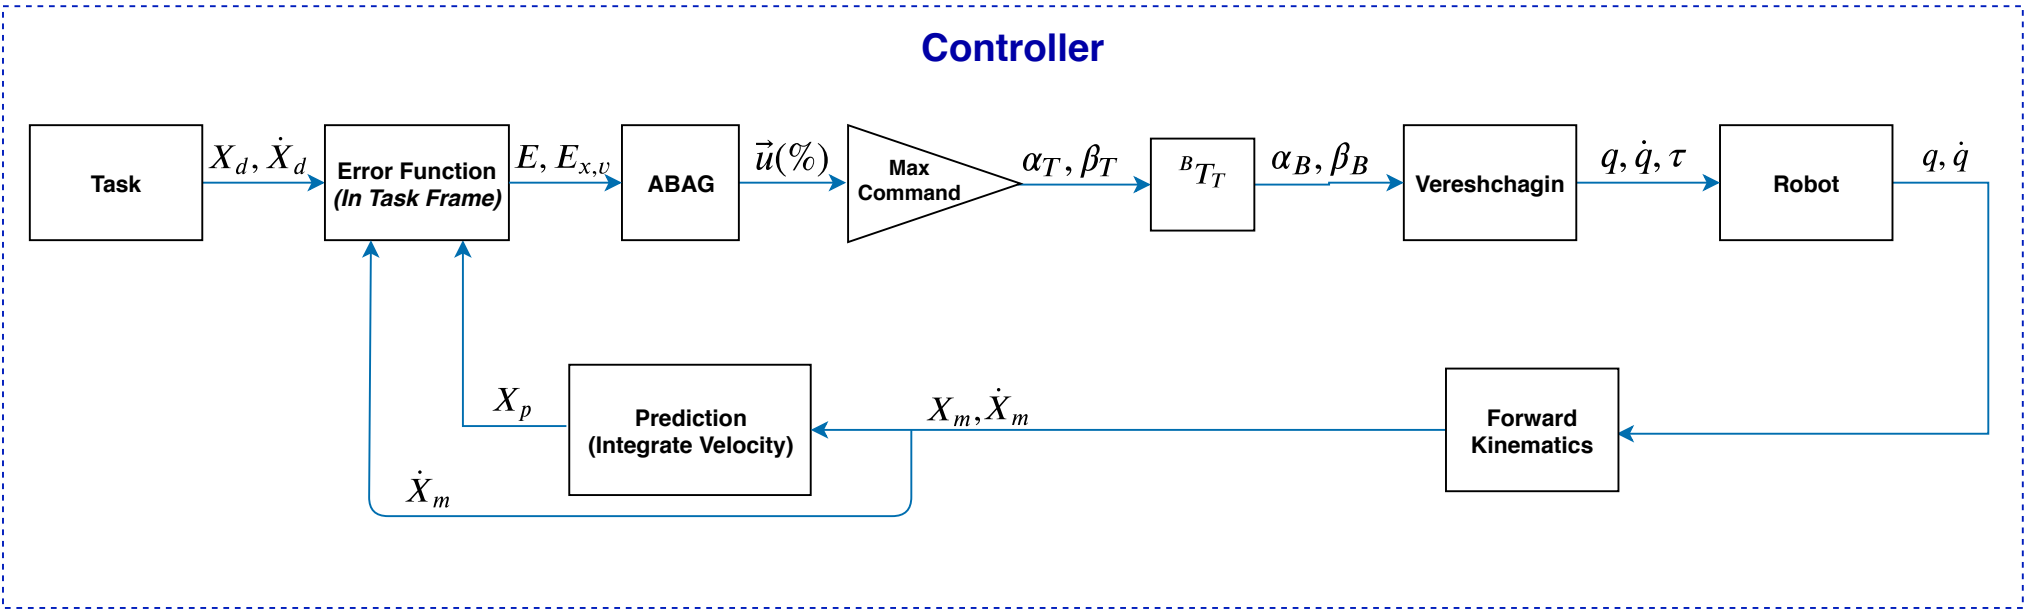 Controller
Task
X_d, Ẋ_d
Error Function
(In Task Frame)
E, E_{x,v}
ABAG
u⃗(%)
Max
Command
α_T, β_T
^B T_T
α_B, β_B
Vereshchagin
q, q̇, τ
Robot
q, q̇
X_p
Prediction
(Integrate Velocity)
X_m, Ẋ_m
Forward
Kinematics
Ẋ_m